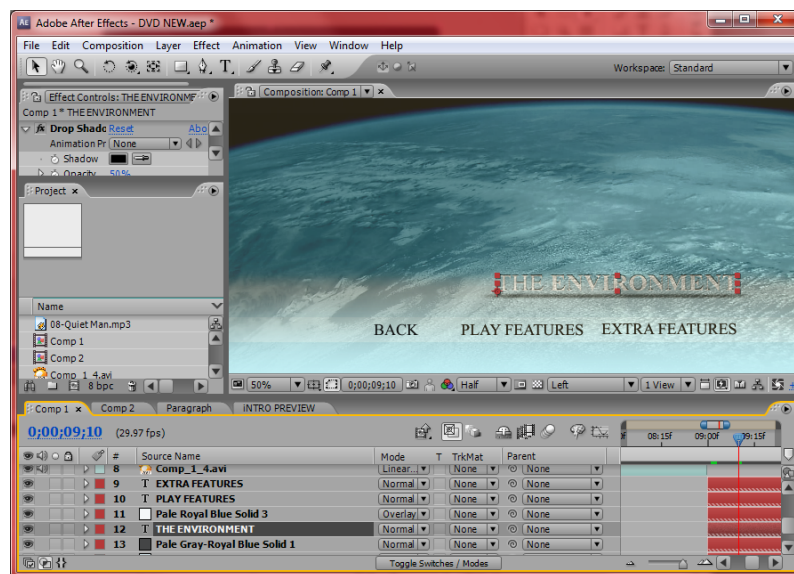 Adobe After Effects - DVD NEW.aep *
File Edit Composition Layer Effect Animation View Window Help
Workspace: Standard
Effect Controls: THE ENVIRONME
Composition: Comp 1
Comp 1 * THE ENVIRONMENT
fx Drop Shado Reset Abo
Animation Pr None
Shadow
Opacity 50%
Project
Name
08-Quiet Man.mp3
Comp 1
Comp 2
Comp_1_4.avi
8 bpc
THE ENVIRONMENT
BACK PLAY FEATURES EXTRA FEATURES
50% 0;00;09;10 Half Left 1 View
Comp 1 Comp 2 Paragraph iNTRO PREVIEW
0;00;09;10 (29.97 fps)
08:15f 09:00f 09:15f
# Source Name Mode T TrkMat Parent
8 Comp_1_4.avi Linear... None None
9 T EXTRA FEATURES Normal None None
10 T PLAY FEATURES Normal None None
11 Pale Royal Blue Solid 3 Overlay None None
12 T THE ENVIRONMENT Normal None None
13 Pale Gray-Royal Blue Solid 1 Normal None None
Toggle Switches / Modes